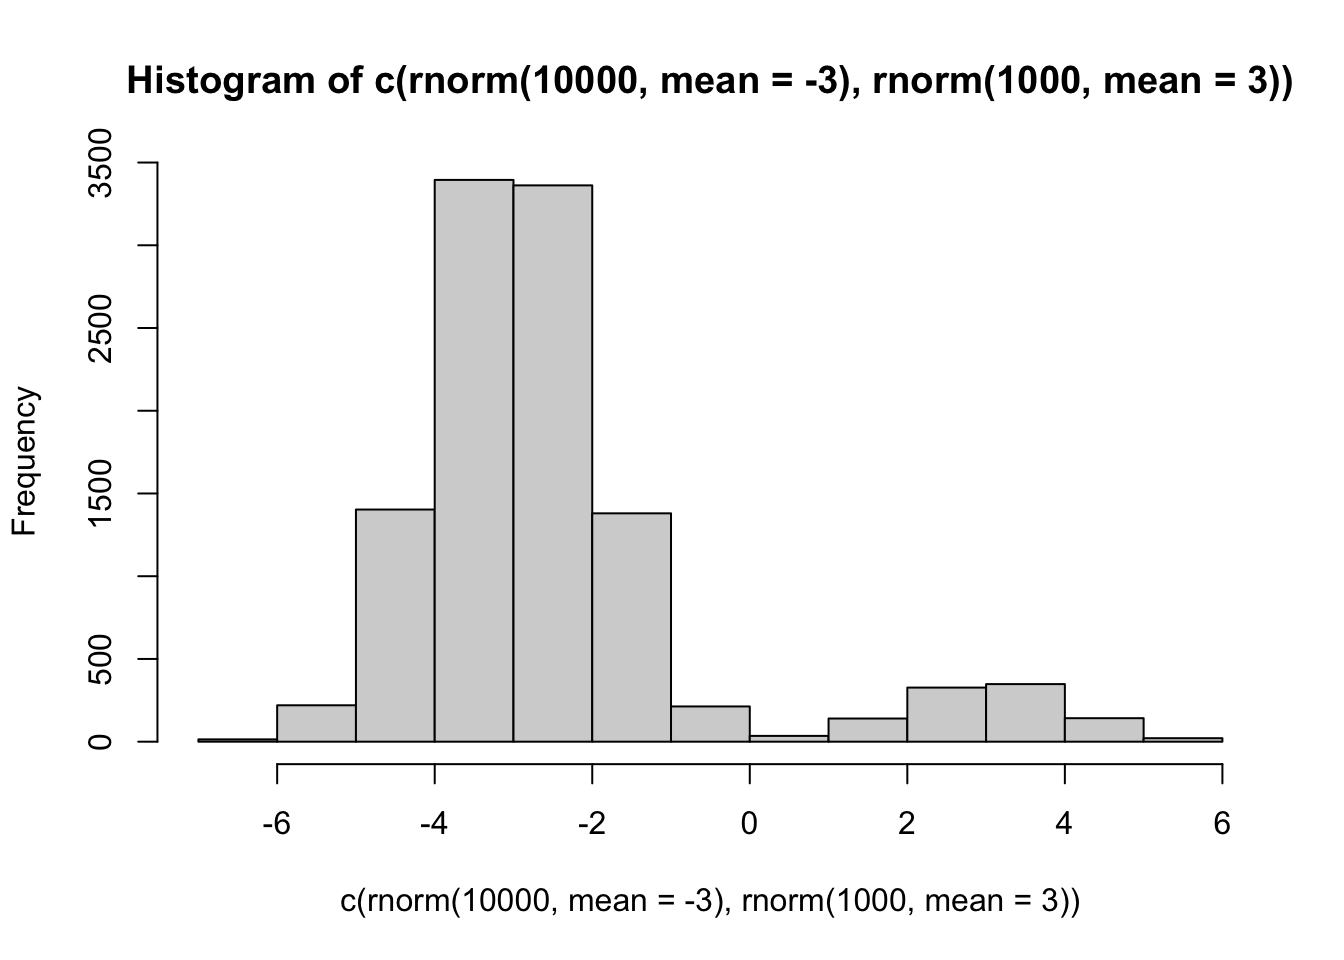 Histogram of c(rnorm(10000, mean = -3), rnorm(1000, mean = 3))
Frequency
3500
2500
1500
500
0
-6 -4 -2 0 2 4 6
c(rnorm(10000, mean = -3), rnorm(1000, mean = 3))